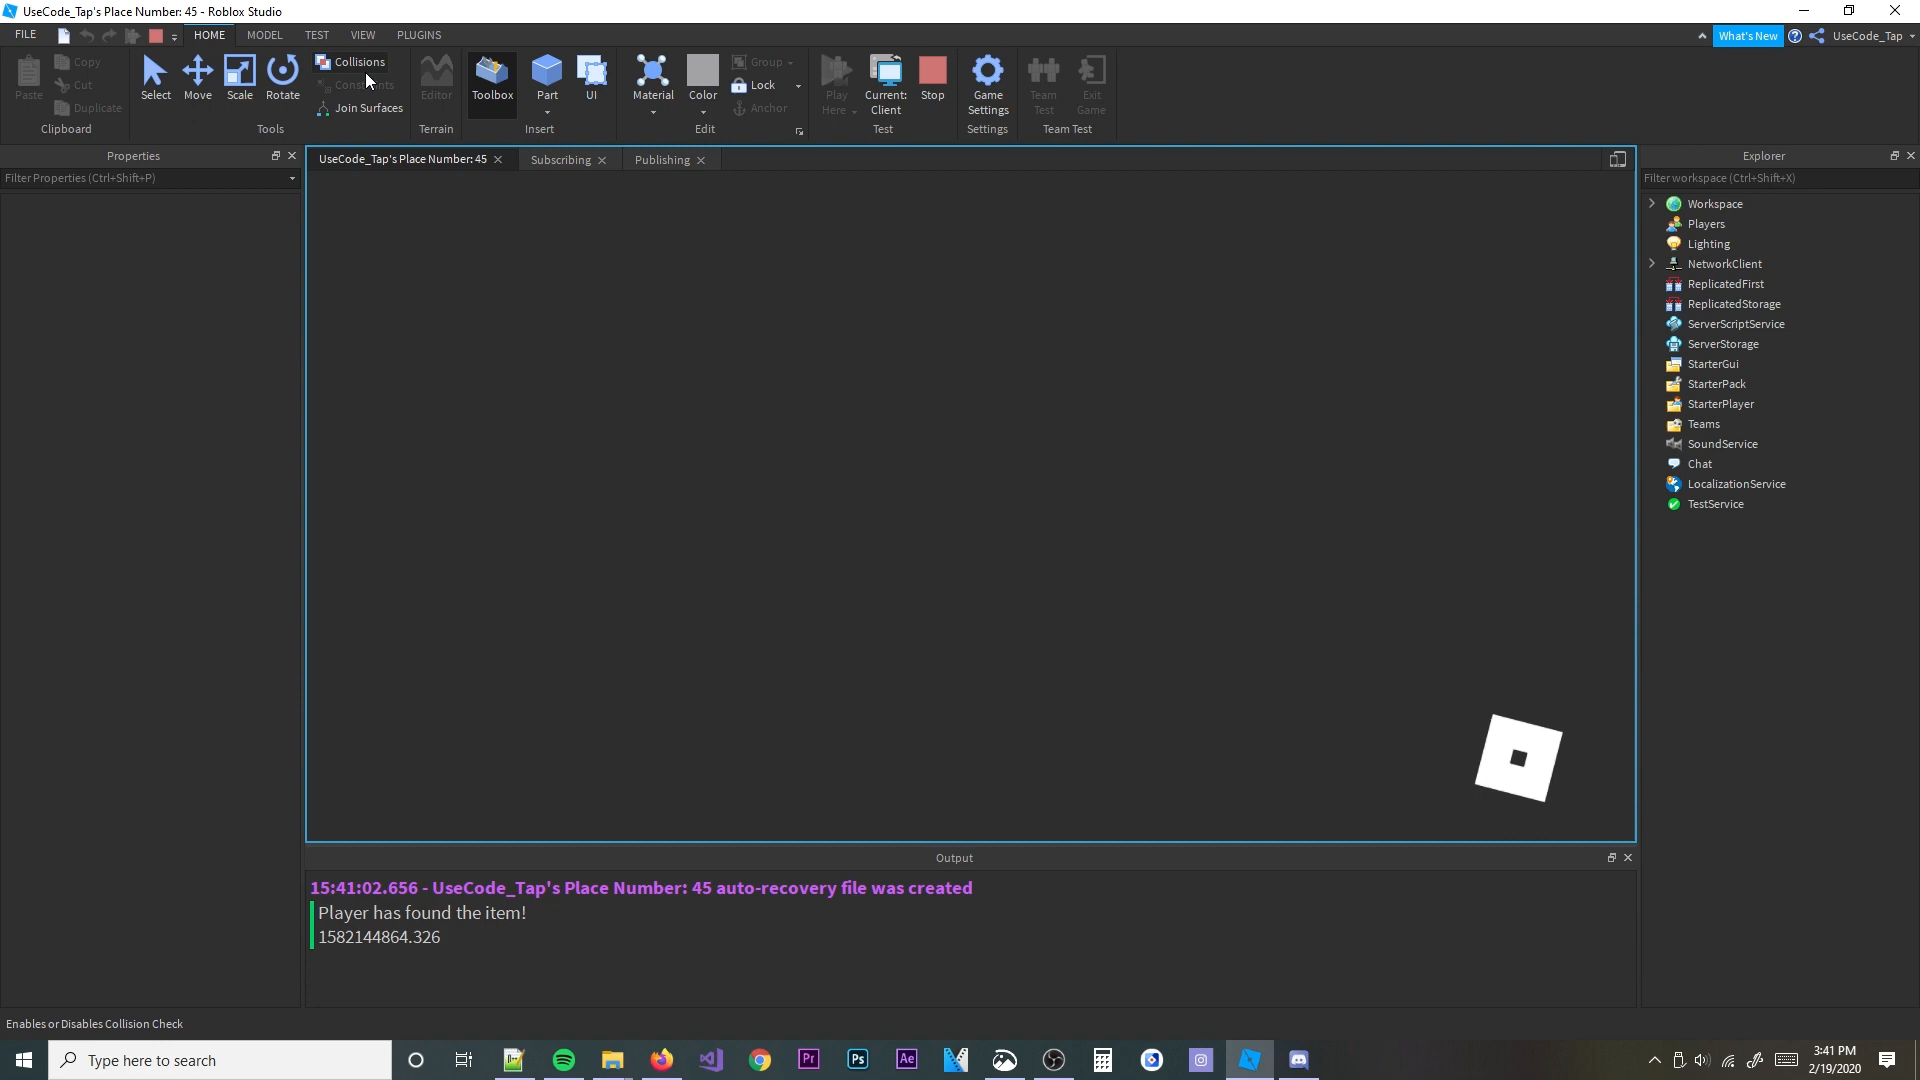 UseCode_Tap's Place Number: 45 - Roblox Studio
FILE
HOME
MODEL
TEST
VIEW
PLUGINS
What's New
UseCode_Tap
Paste
Copy
Cut
Duplicate
Clipboard
Select
Move
Scale
Rotate
Collisions
Constraints
Join Surfaces
Tools
Editor
Terrain
Toolbox
Part
UI
Insert
Material
Color
Group
Lock
Anchor
Edit
Play
Here
Current:
Client
Stop
Test
Game
Settings
Settings
Team
Test
Exit
Game
Team Test
Properties
Filter Properties (Ctrl+Shift+P)
UseCode_Tap's Place Number: 45
Subscribing
Publishing
Explorer
Filter workspace (Ctrl+Shift+X)
Workspace
Players
Lighting
NetworkClient
ReplicatedFirst
ReplicatedStorage
ServerScriptService
ServerStorage
StarterGui
StarterPack
StarterPlayer
Teams
SoundService
Chat
LocalizationService
TestService
Output
15:41:02.656 - UseCode_Tap's Place Number: 45 auto-recovery file was created
Player has found the item!
1582144864.326
Enables or Disables Collision Check
Type here to search
Pr
Ps
Ae
3:41 PM
2/19/2020